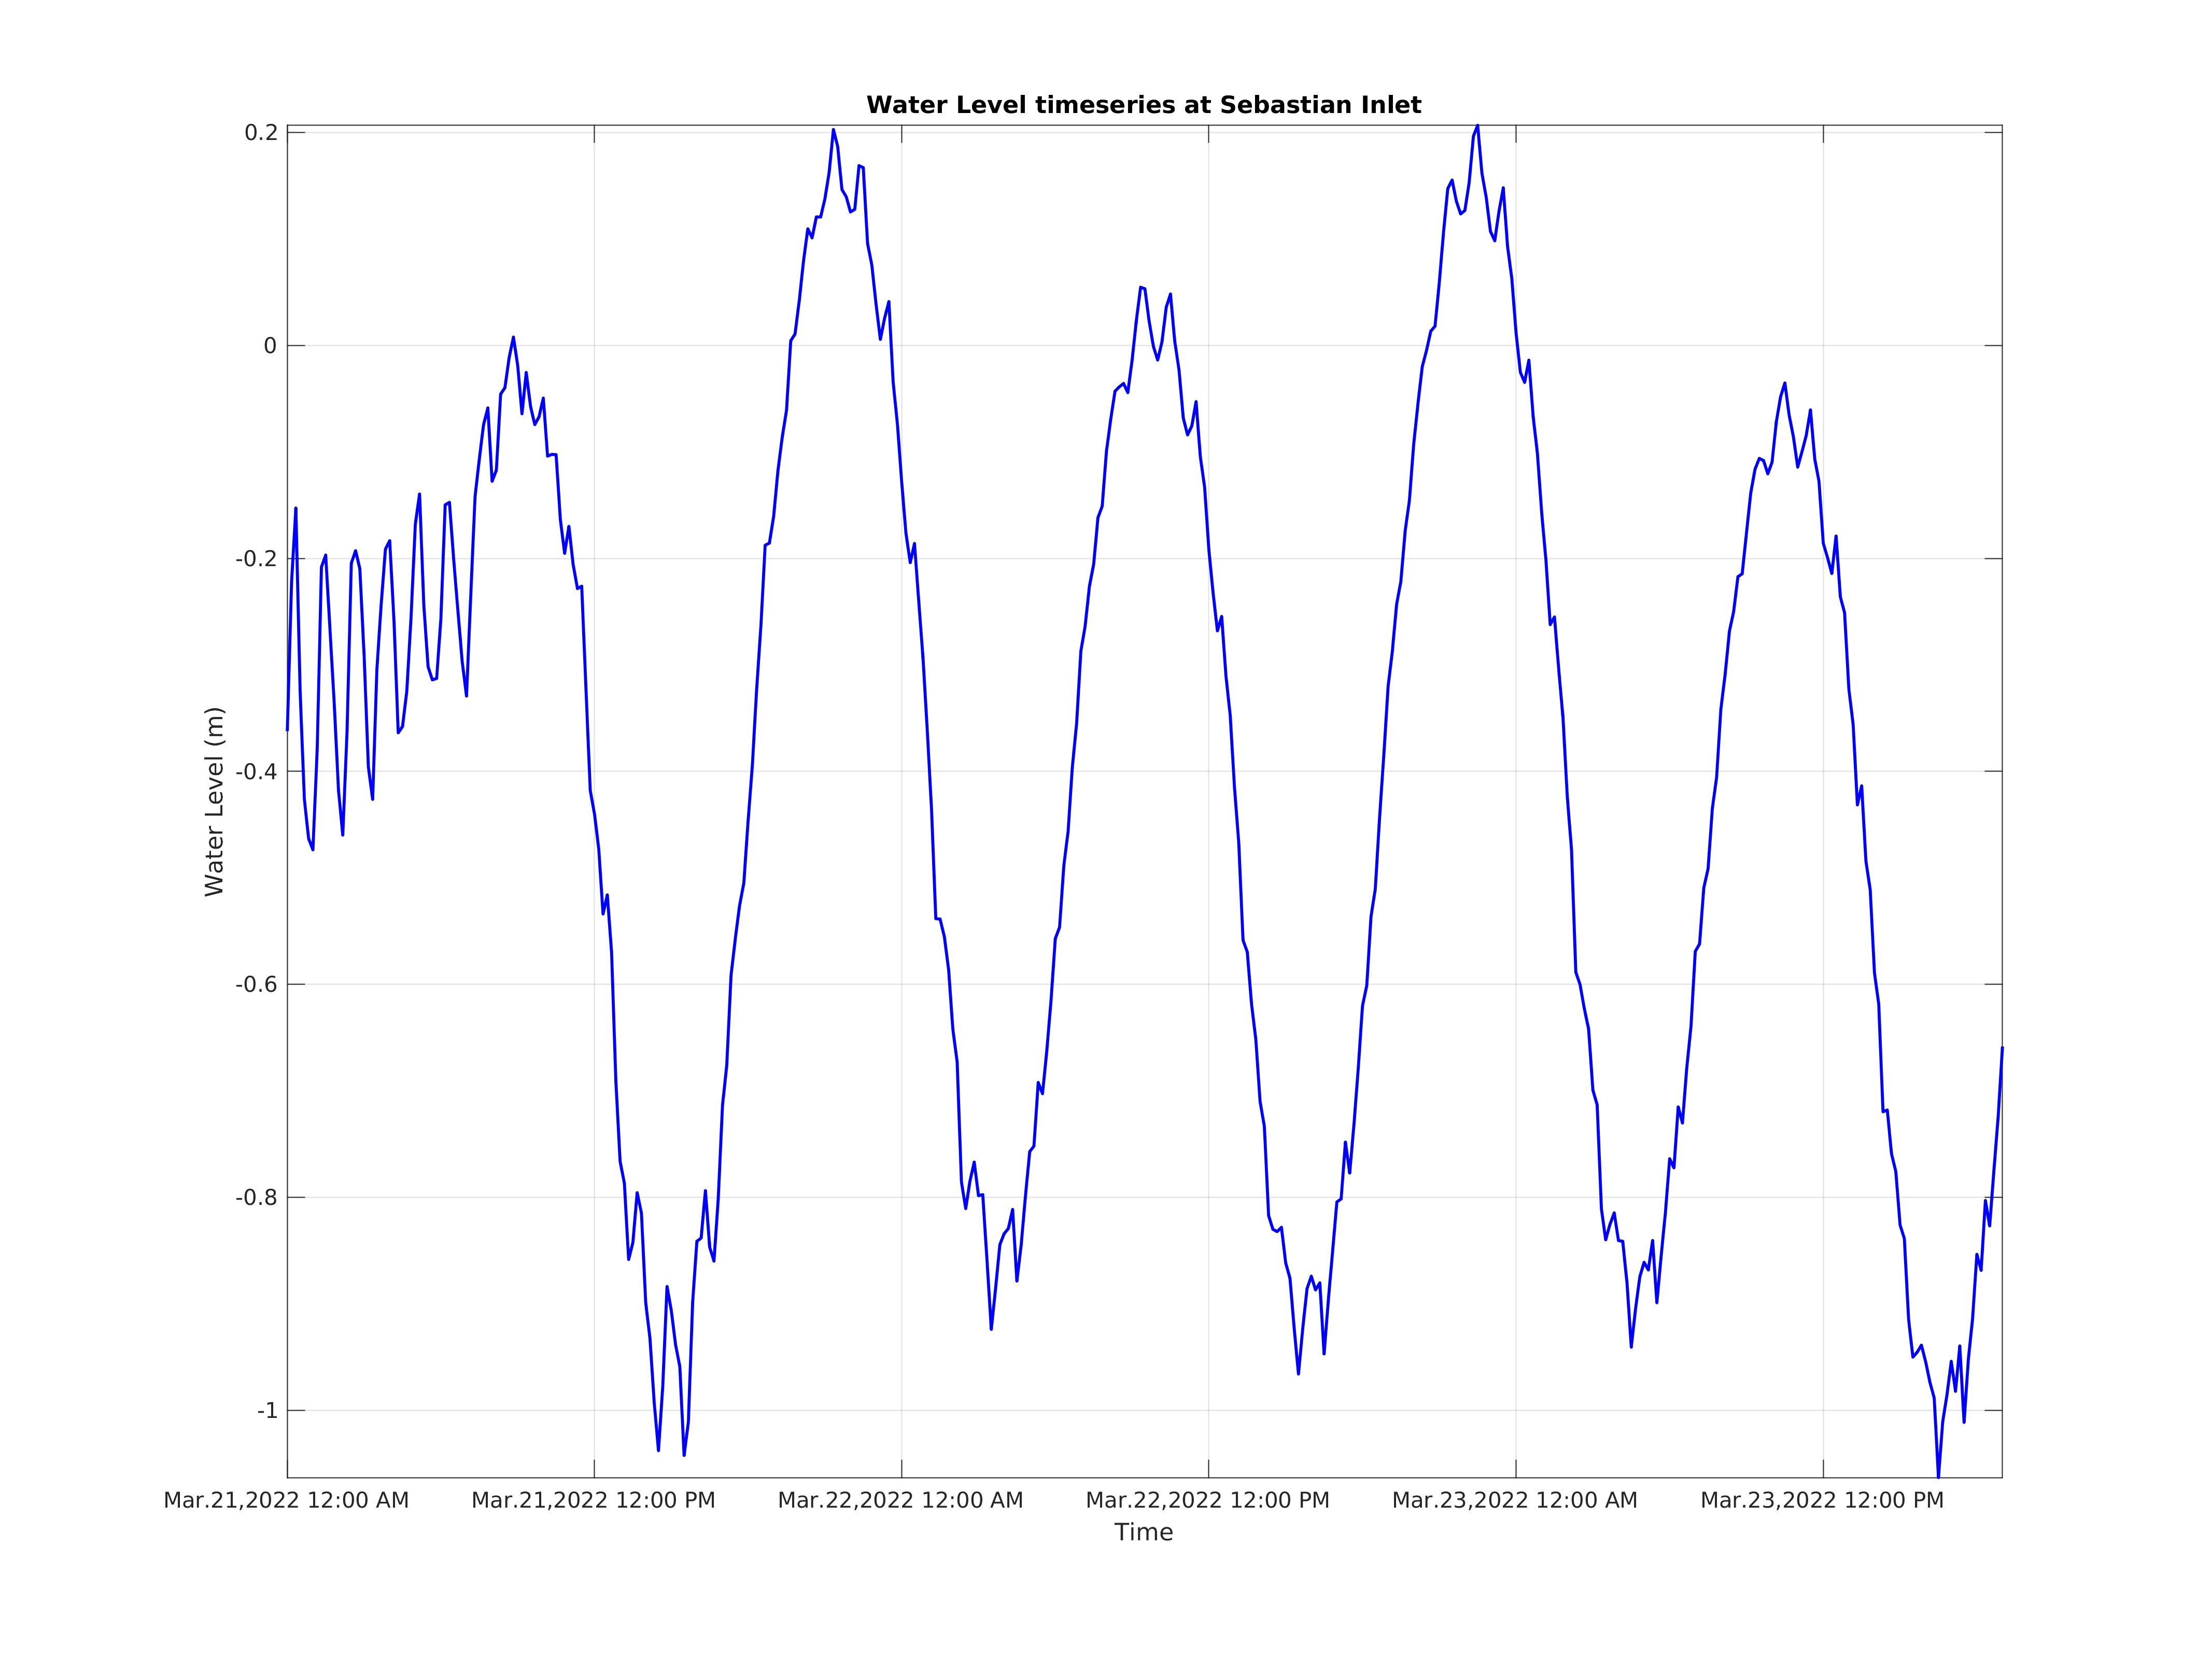 Water Level timeseries at Sebastian Inlet
0.2
0
-0.2
-0.4
-0.6
-0.8
-1
Water Level (m)
Mar.21,2022 12:00 AM Mar.21,2022 12:00 PM Mar.22,2022 12:00 AM Mar.22,2022 12:00 PM Mar.23,2022 12:00 AM Mar.23,2022 12:00 PM
Time